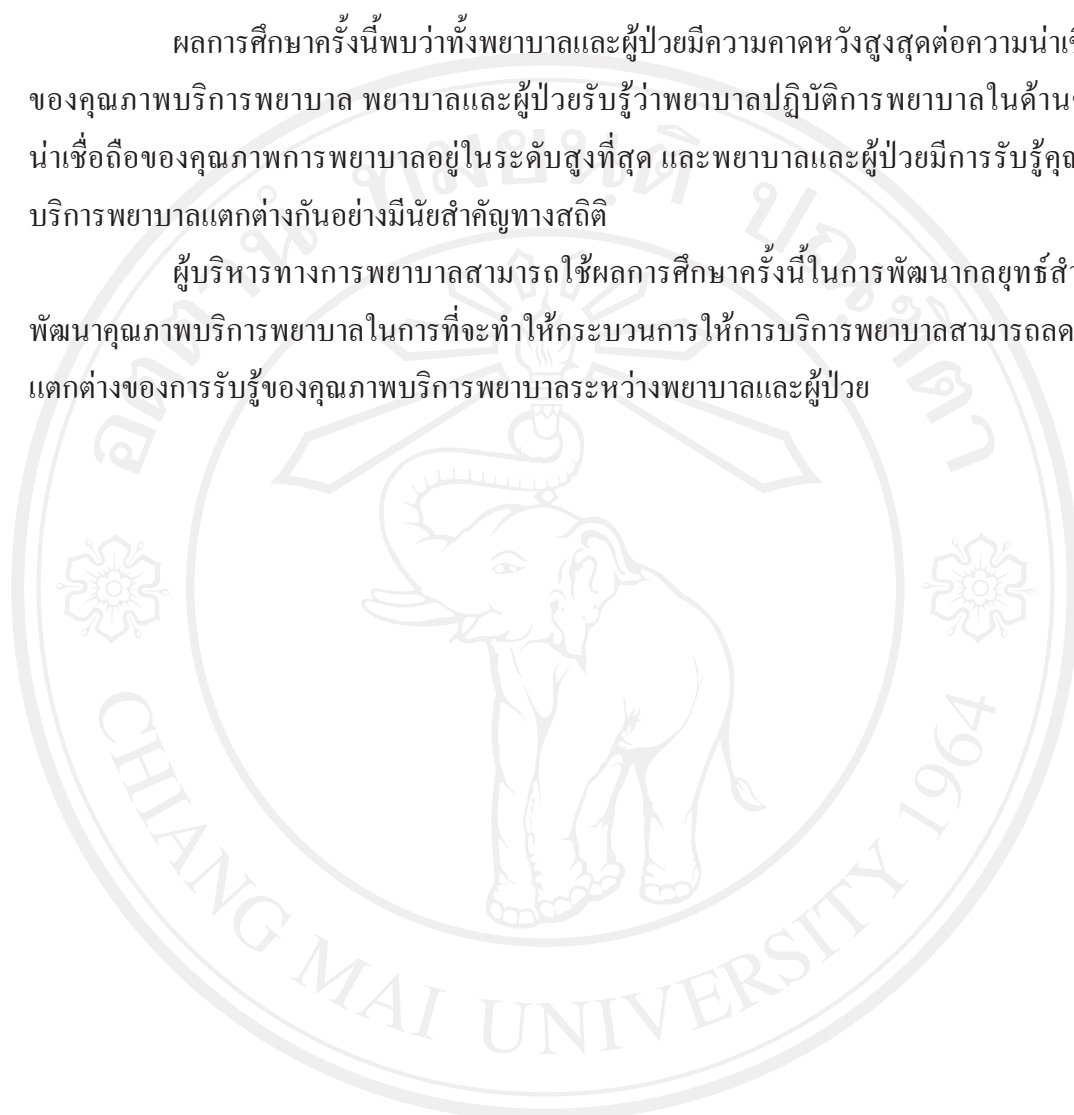 ผลการศึกษาครั้งนี้พบว่าทั้งพยาบาลและผู้ป่วยมีความคาดหวังสูงสุดต่อความน่าเชื
ของคุณภาพบริการพยาบาล พยาบาลและผู้ป่วยรับรู้ว่าพยาบาลปฏิบัติการพยาบาลในด้าน
น่าเชื่อถือของคุณภาพการพยาบาลอยู่ในระดับสูงที่สุด และพยาบาลและผู้ป่วยมีการรับรู้คุณ
บริการพยาบาลแตกต่างกันอย่างมีนัยสำคัญทางสถิติ
ผู้บริหารทางการพยาบาลสามารถใช้ผลการศึกษาครั้งนี้ในการพัฒนากลยุทธ์สำ
พัฒนาคุณภาพบริการพยาบาลในการที่จะทำให้กระบวนการให้การบริการพยาบาลสามารถลด
แตกต่างของการรับรู้ของคุณภาพบริการพยาบาลระหว่างพยาบาลและผู้ป่วย
อตฺตานํ ทมยนฺติ ปณฺฑิตา
CHIANG MAI UNIVERSITY 1964